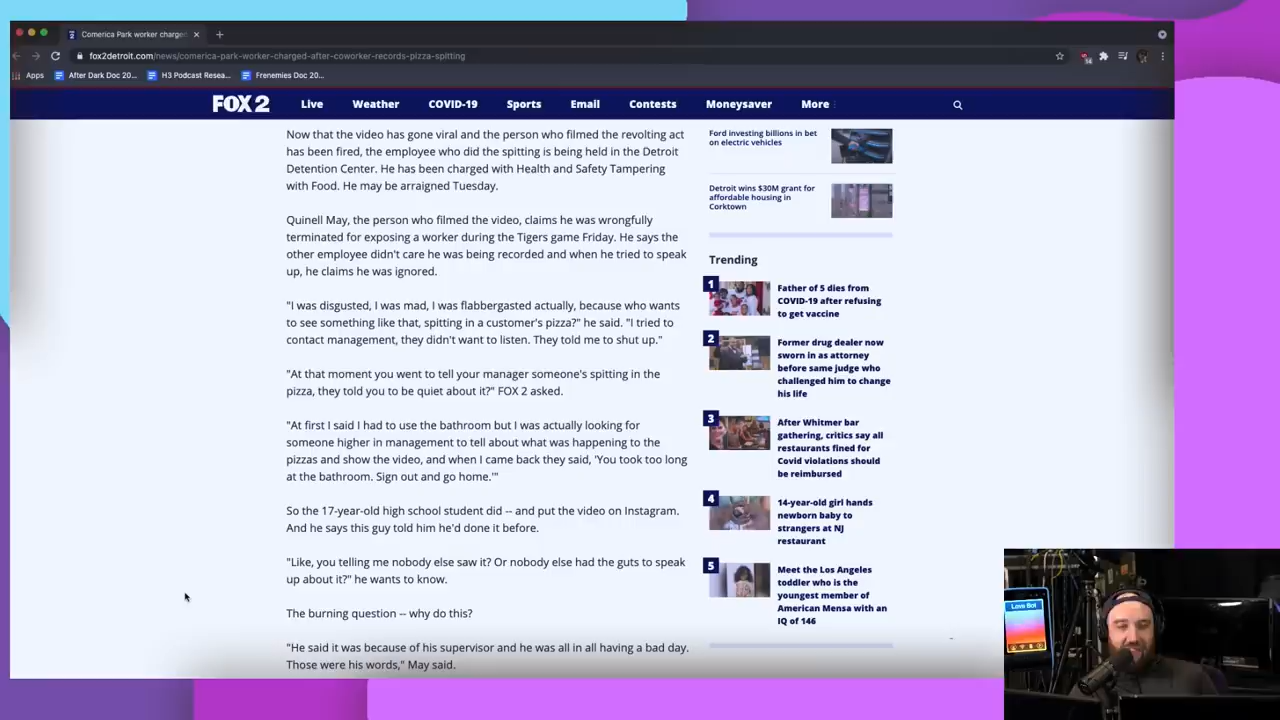 Comerica Park worker charge
fox2detroit.com/news/comerica-park-worker-charged-after-coworker-records-pizza-spitting
Apps
After Dark Doc 20...
H3 Podcast Resea...
Frenemies Doc 20...
FOX 2
Live
Weather
COVID-19
Sports
Email
Contests
Moneysaver
More
Now that the video has gone viral and the person who filmed the revolting act
has been fired, the employee who did the spitting is being held in the Detroit
Detention Center. He has been charged with Health and Safety Tampering
with Food. He may be arraigned Tuesday.
Quinell May, the person who filmed the video, claims he was wrongfully
terminated for exposing a worker during the Tigers game Friday. He says the
other employee didn't care he was being recorded and when he tried to speak
up, he claims he was ignored.
"I was disgusted, I was mad, I was flabbergasted actually, because who wants
to see something like that, spitting in a customer's pizza?" he said. "I tried to
contact management, they didn't want to listen. They told me to shut up."
"At that moment you went to tell your manager someone's spitting in the
pizza, they told you to be quiet about it?" FOX 2 asked.
"At first I said I had to use the bathroom but I was actually looking for
someone higher in management to tell about what was happening to the
pizzas and show the video, and when I came back they said, 'You took too long
at the bathroom. Sign out and go home.'"
So the 17-year-old high school student did -- and put the video on Instagram.
And he says this guy told him he'd done it before.
"Like, you telling me nobody else saw it? Or nobody else had the guts to speak
up about it?" he wants to know.
The burning question -- why do this?
"He said it was because of his supervisor and he was all in all having a bad day.
Those were his words," May said.
Ford investing billions in bet
on electric vehicles
Detroit wins $30M grant for
affordable housing in
Corktown
Trending
1
Father of 5 dies from
COVID-19 after refusing
to get vaccine
2
Former drug dealer now
sworn in as attorney
before same judge who
challenged him to change
his life
3
After Whitmer bar
gathering, critics say all
restaurants fined for
Covid violations should
be reimbursed
4
14-year-old girl hands
newborn baby to
strangers at NJ
restaurant
5
Meet the Los Angeles
toddler who is the
youngest member of
American Mensa with an
IQ of 146